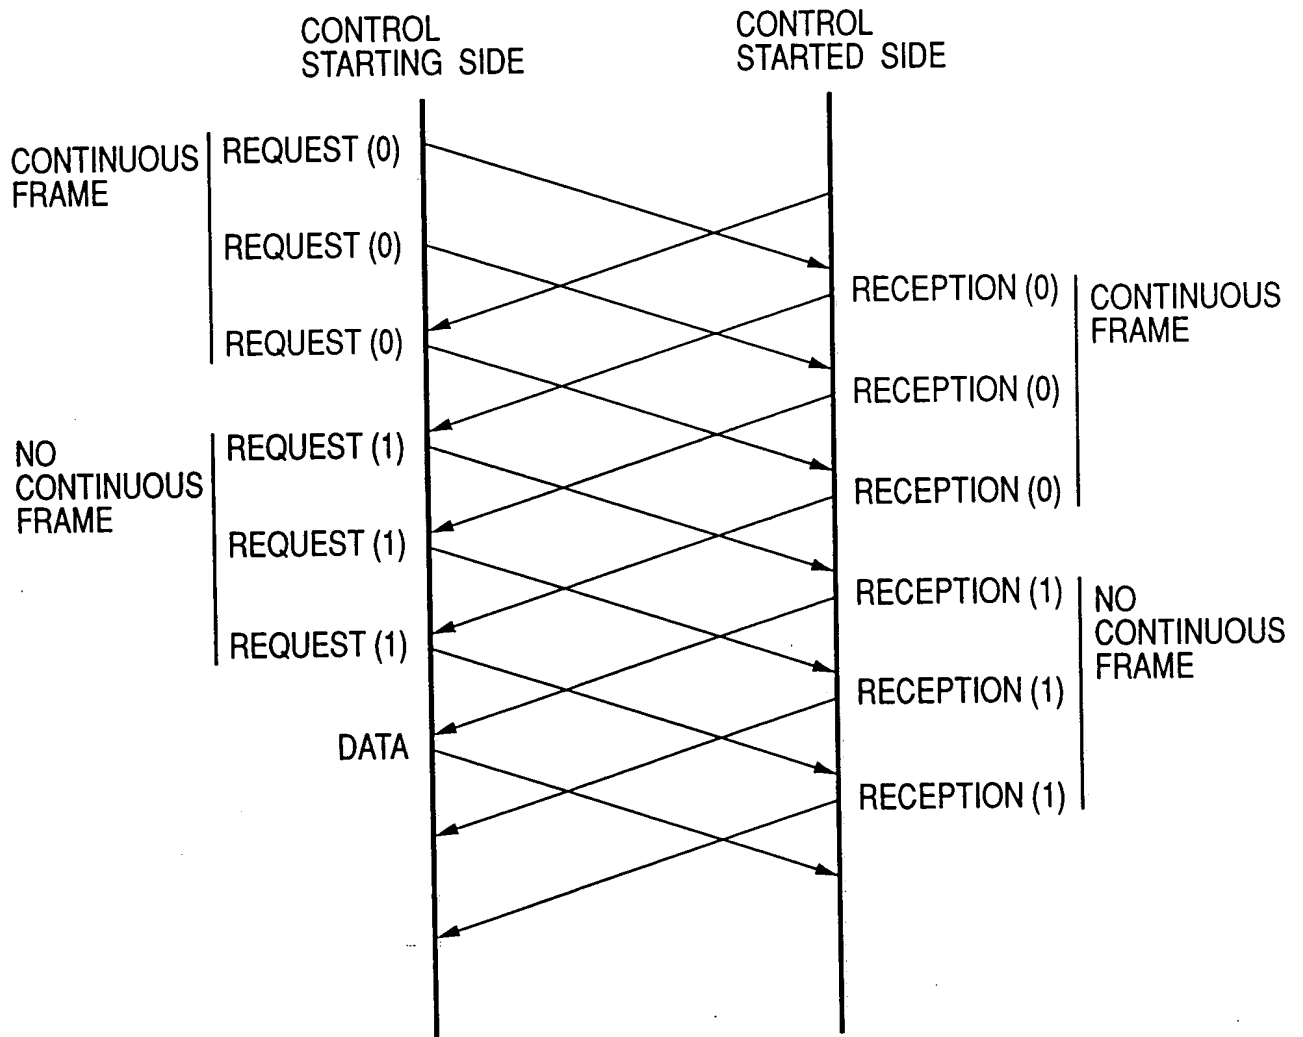 CONTROL
STARTING SIDE
CONTROL
STARTED SIDE
CONTINUOUS
FRAME
REQUEST (0)
REQUEST (0)
REQUEST (0)
RECEPTION (0)
RECEPTION (0)
RECEPTION (0)
CONTINUOUS
FRAME
NO
CONTINUOUS
FRAME
REQUEST (1)
REQUEST (1)
REQUEST (1)
RECEPTION (1)
RECEPTION (1)
RECEPTION (1)
NO
CONTINUOUS
FRAME
DATA